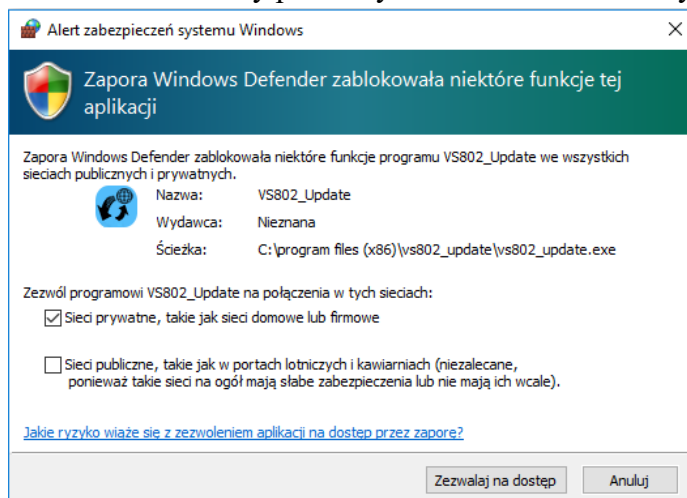 Alert zabezpieczeń systemu Windows
Zapora Windows Defender zablokowała niektóre funkcje tej
aplikacji
Zapora Windows Defender zablokowała niektóre funkcje programu VS802_Update we wszystkich
sieciach publicznych i prywatnych.
Nazwa: VS802_Update
Wydawca: Nieznana
Ścieżka: C:\program files (x86)\vs802_update\vs802_update.exe
Zezwól programowi VS802_Update na połączenia w tych sieciach:
Sieci prywatne, takie jak sieci domowe lub firmowe
Sieci publiczne, takie jak w portach lotniczych i kawiarniach (niezalecane,
ponieważ takie sieci na ogół mają słabe zabezpieczenia lub nie mają ich wcale).
Jakie ryzyko wiąże się z zezwoleniem aplikacji na dostęp przez zaporę?
Zezwalaj na dostęp Anuluj